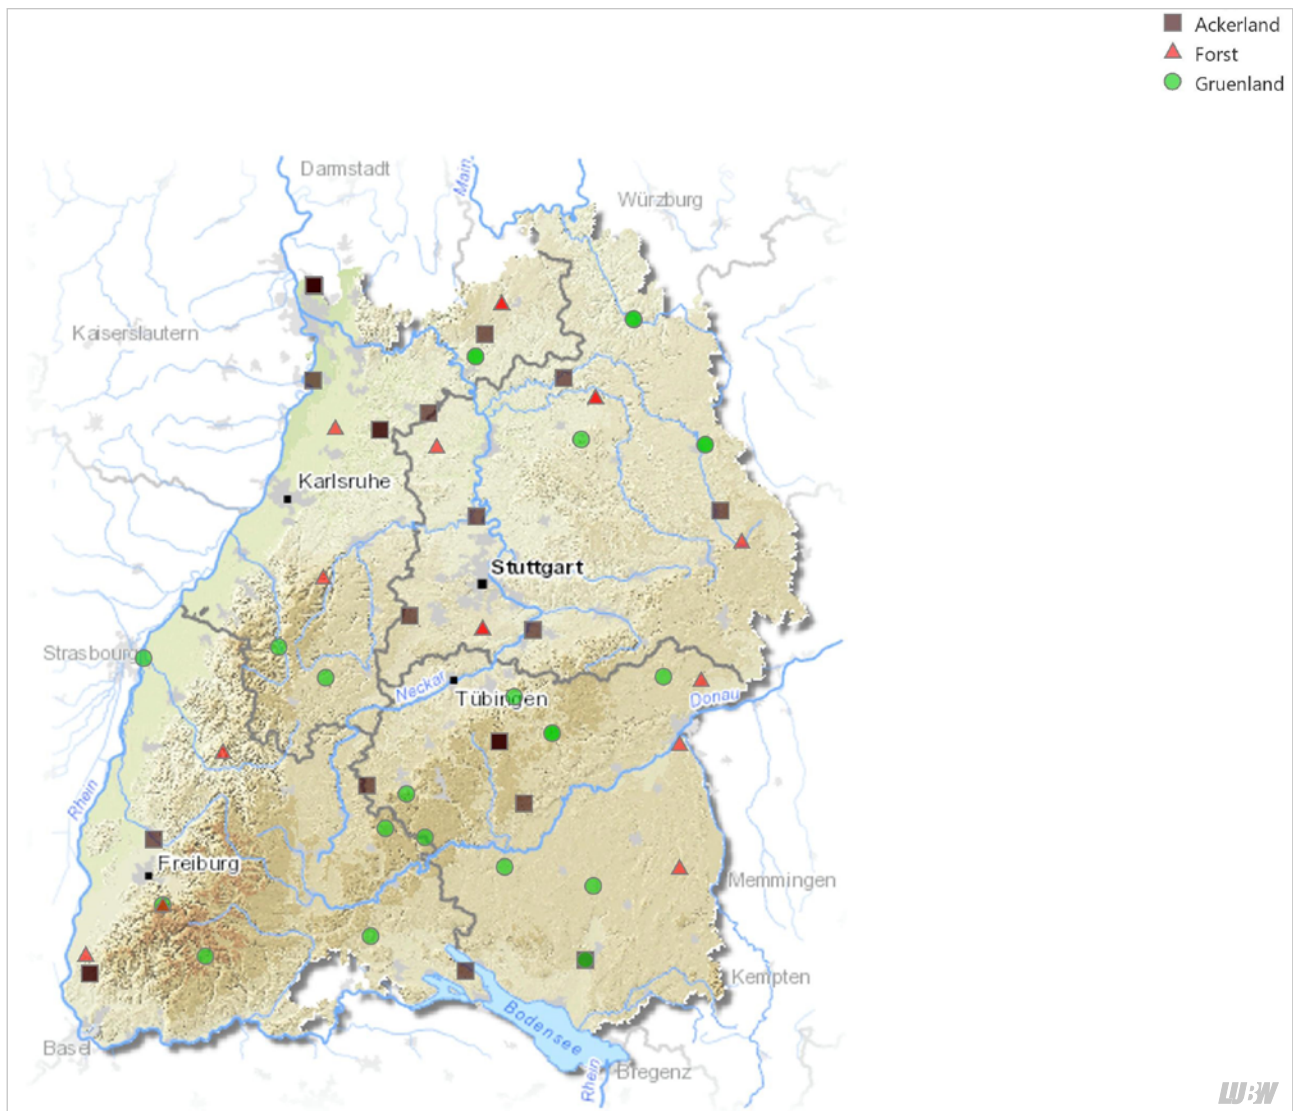 Ackerland
Forst
Gruenland
Darmstadt
Main
Würzburg
Kaiserslautern
Karlsruhe
Stuttgart
Strasbourg
Neckar
Tübingen
Donau
Rhein
Freiburg
Memmingen
Kempten
Bodensee
Basel
Bregenz
Rhein
LUBW